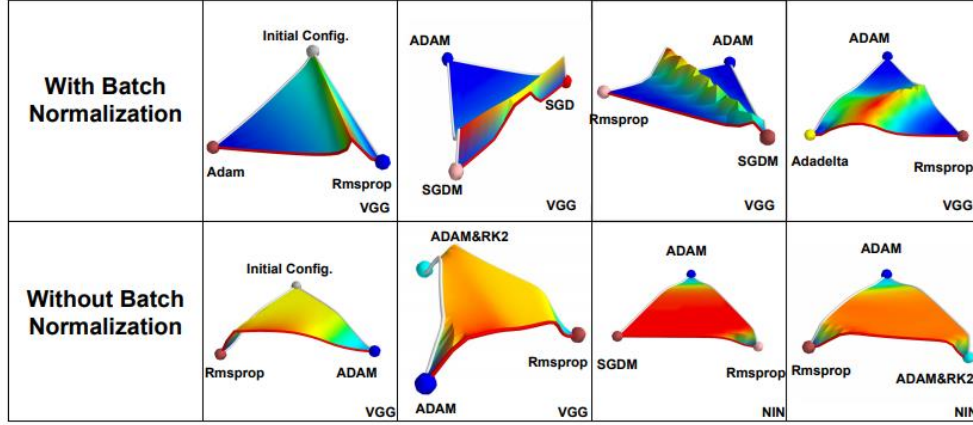 With Batch
Normalization
Initial Config.
Adam
Rmsprop
VGG
ADAM
SGD
SGDM
VGG
ADAM
Rmsprop
SGDM
VGG
ADAM
Adadelta
Rmsprop
VGG
Without Batch
Normalization
Initial Config.
Rmsprop
ADAM
VGG
ADAM&RK2
Rmsprop
ADAM
VGG
ADAM
SGDM
Rmsprop
NIN
ADAM
Rmsprop
ADAM&RK2
NIN